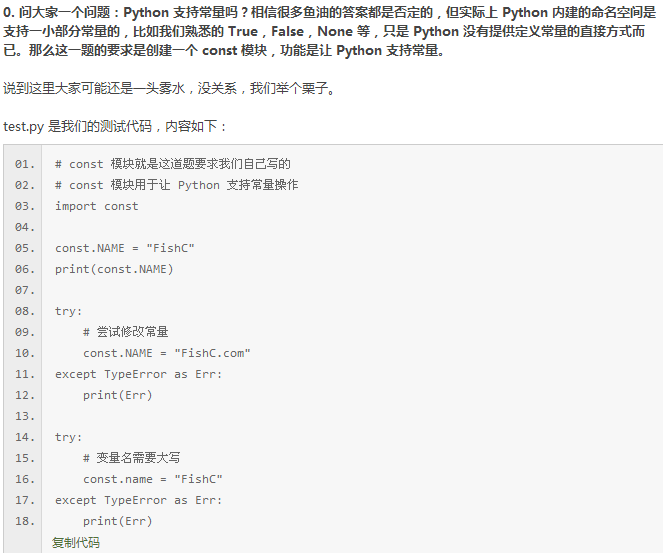 0. 问大家一个问题：Python 支持常量吗？相信很多鱼油的答案都是否定的，但实际上 Python 内建的命名空间是
支持一小部分常量的，比如我们熟悉的 True，False，None 等，只是 Python 没有提供定义常量的直接方式而
已。那么这一题的要求是创建一个 const 模块，功能是让 Python 支持常量。
说到这里大家可能还是一头雾水，没关系，我们举个栗子。
test.py 是我们的测试代码，内容如下：
01. # const 模块就是这道题要求我们自己写的
02. # const 模块用于让 Python 支持常量操作
03. import const
04.
05. const.NAME = "FishC"
06. print(const.NAME)
07.
08. try:
09.     # 尝试修改常量
10.     const.NAME = "FishC.com"
11. except TypeError as Err:
12.     print(Err)
13.
14. try:
15.     # 变量名需要大写
16.     const.name = "FishC"
17. except TypeError as Err:
18.     print(Err)
复制代码